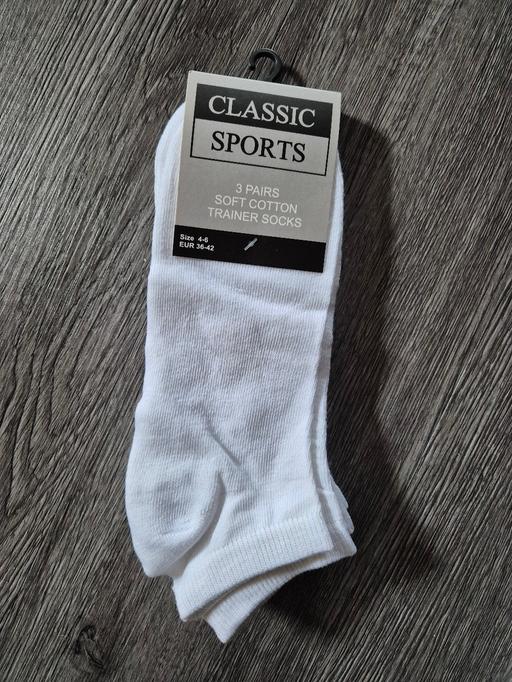 CLASSIC
SPORTS
3 PAIRS
SOFT COTTON
TRAINER SOCKS
Size 4-6
EUR 36-42